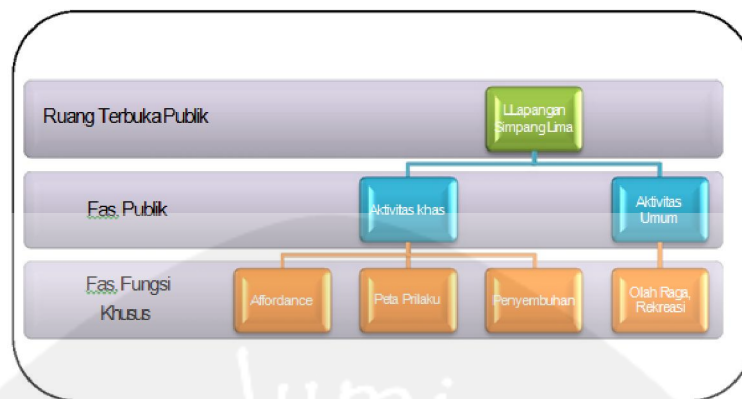 Ruang Terbuka Publik
LLapangan
Simpang Lima
Fas. Publik
Aktivitas khas
Aktivitas
Umum
Fas. Fungsi
Khusus
Affordance
Peta Prilaku
Penyembuhan
Olah Raga,
Rekreasi